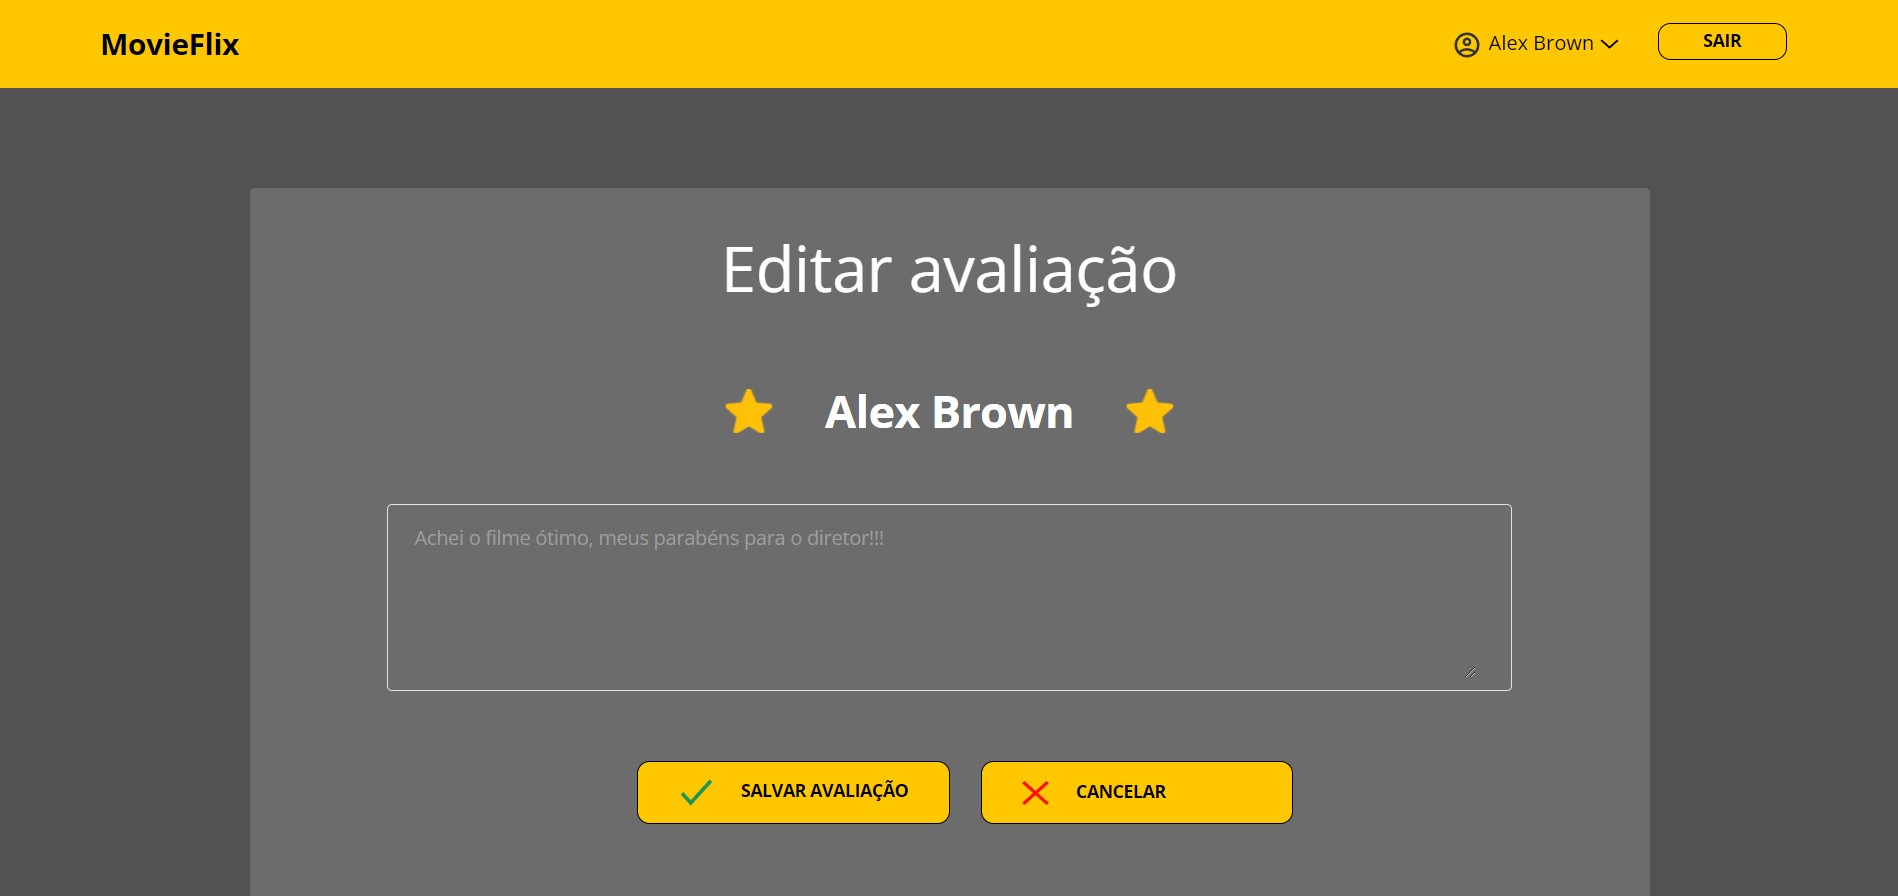 MovieFlix
Alex Brown
SAIR
Editar avaliação
Alex Brown
Achei o filme ótimo, meus parabéns para o diretor!!!
SALVAR AVALIAÇÃO
CANCELAR